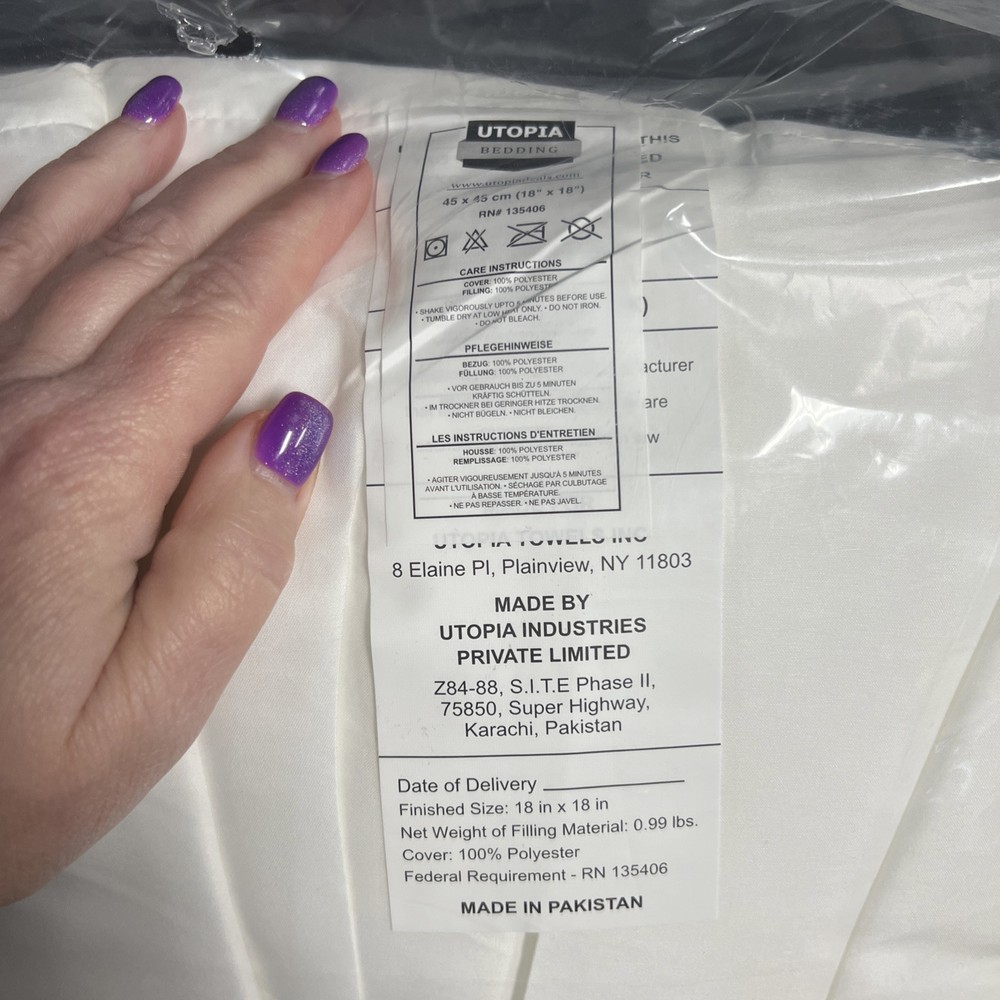 UTOPIA
BEDDING
www.utopiadeals.com
45 x 45 cm (18" x 18")
RN# 135406
CARE INSTRUCTIONS
COVER: 100% POLYESTER
FILLING: 100% POLYESTER
• SHAKE VIGOROUSLY UPTO 5 MINUTES BEFORE USE.
• TUMBLE DRY AT LOW HEAT ONLY. • DO NOT IRON.
• DO NOT BLEACH.
PFLEGEHINWEISE
BEZUG: 100% POLYESTER
FÜLLUNG: 100% POLYESTER
• VOR GEBRAUCH BIS ZU 5 MINUTEN
KRÄFTIG SCHÜTTELN.
• IM TROCKNER BEI GERINGER HITZE TROCKNEN.
• NICHT BÜGELN. • NICHT BLEICHEN.
LES INSTRUCTIONS D'ENTRETIEN
HOUSSE: 100% POLYESTER
REMPLISSAGE: 100% POLYESTER
• AGITER VIGOUREUSEMENT JUSQU'À 5 MINUTES
AVANT L'UTILISATION. • SÉCHAGE PAR CULBUTAGE
À BASSE TEMPÉRATURE.
• NE PAS REPASSER. • NE PAS JAVEL.
THIS
ED
R
)
acturer
are
w
UTOPIA TOWELS INC
8 Elaine Pl, Plainview, NY 11803
MADE BY
UTOPIA INDUSTRIES
PRIVATE LIMITED
Z84-88, S.I.T.E Phase II,
75850, Super Highway,
Karachi, Pakistan
Date of Delivery
Finished Size: 18 in x 18 in
Net Weight of Filling Material: 0.99 lbs.
Cover: 100% Polyester
Federal Requirement - RN 135406
MADE IN PAKISTAN